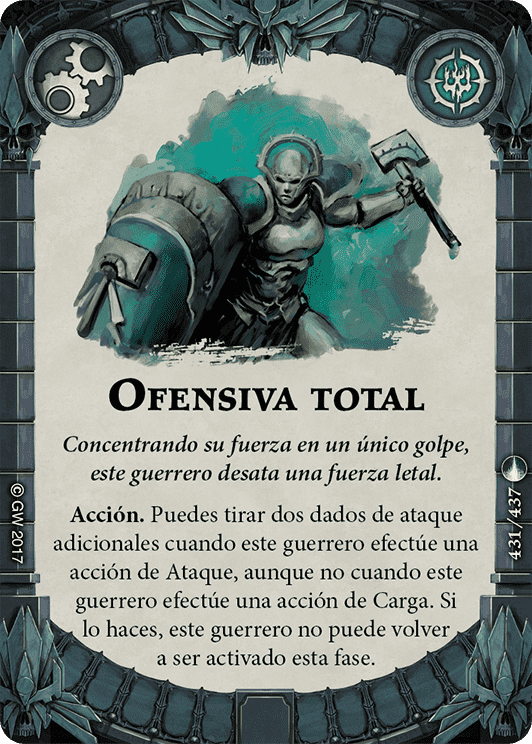 OFENSIVA TOTAL
Concentrando su fuerza en un único golpe,
este guerrero desata una fuerza letal.
Acción. Puedes tirar dos dados de ataque
adicionales cuando este guerrero efectúe una
acción de Ataque, aunque no cuando este
guerrero efectúe una acción de Carga. Si
lo haces, este guerrero no puede volver
a ser activado esta fase.
© GW 2017
431/437